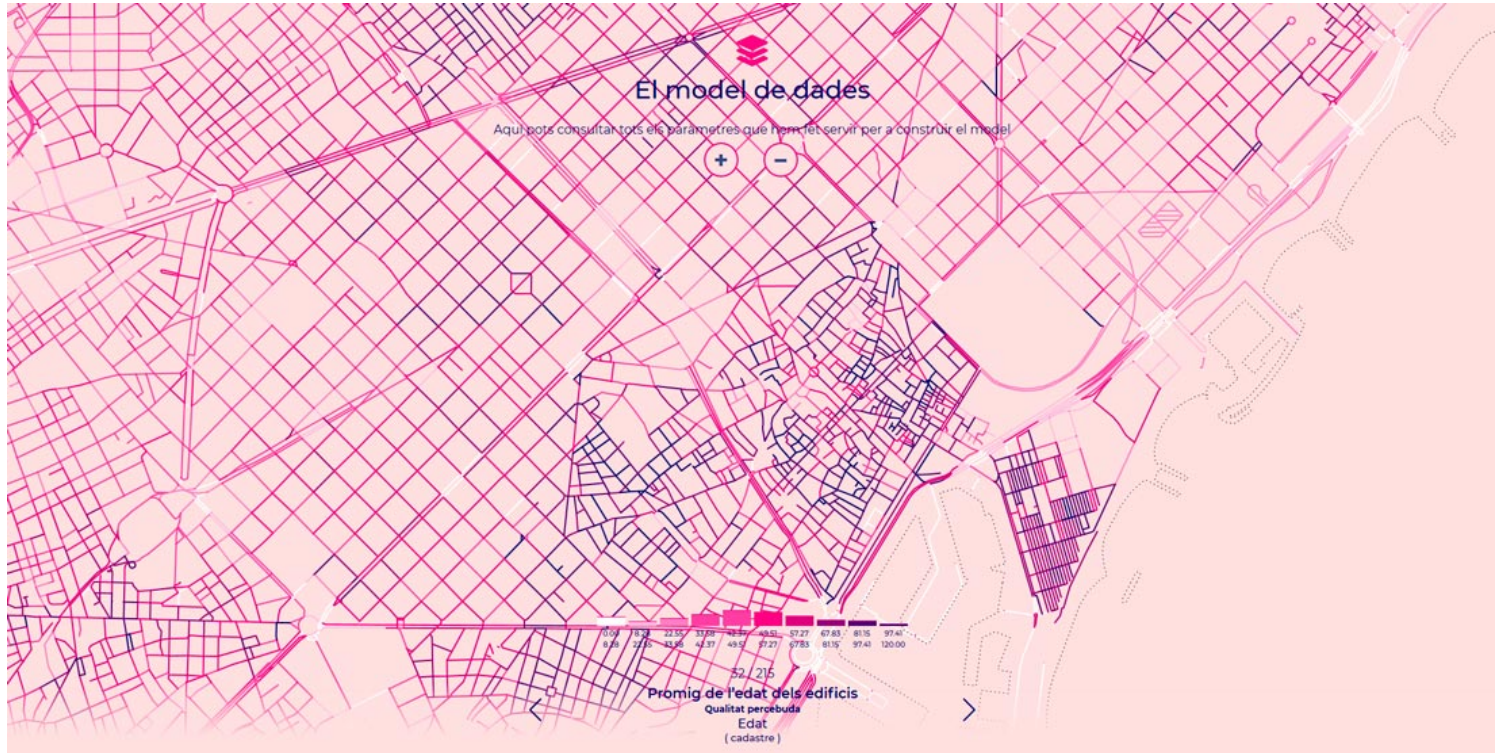 El model de dades
Aquí pots consultar tots els paràmetres que hem fet servir per a construir el model
+ −
0.00 8.28 22.55 33.58 42.37 49.51 57.27 67.83 81.15 97.41
8.28 22.55 33.58 42.37 49.51 57.27 67.83 81.15 97.41 120.00
32 / 215
Promig de l'edat dels edificis
Qualitat percebuda
Edat
( cadastre )